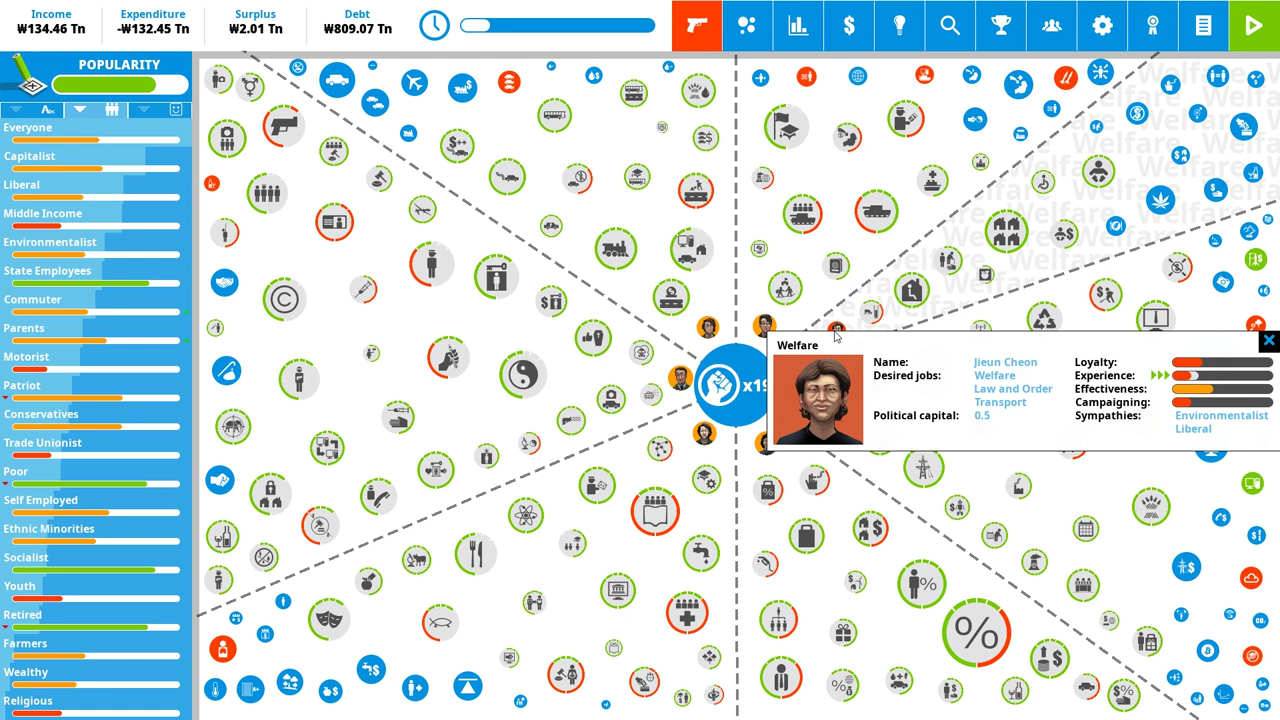 Income
₩134.46 Tn
Expenditure
-₩132.45 Tn
Surplus
₩2.01 Tn
Debt
₩809.07 Tn
POPULARITY
Everyone
Capitalist
Liberal
Middle Income
Environmentalist
State Employees
Commuter
Parents
Motorist
Patriot
Conservatives
Trade Unionist
Poor
Self Employed
Ethnic Minorities
Socialist
Youth
Retired
Farmers
Wealthy
Religious
Welfare
Name:
Jieun Cheon
Desired jobs:
Welfare
Law and Order
Transport
Political capital:
0.5
Loyalty:
Experience:
Effectiveness:
Campaigning:
Sympathies:
Environmentalist
Liberal